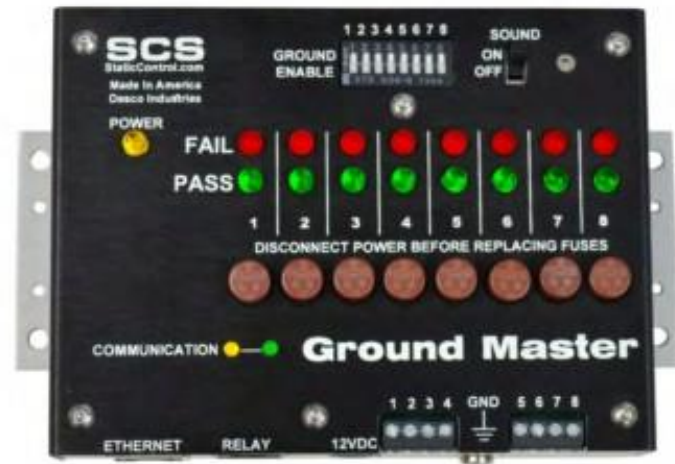 1 2 3 4 5 6 7 8
SOUND
SCS
StaticControl.com
GROUND
ENABLE
ON
OFF
Made In America
Desco Industries
POWER
FAIL
PASS
1 2 3 4 5 6 7 8
DISCONNECT POWER BEFORE REPLACING FUSES
COMMUNICATION
Ground Master
1 2 3 4 GND 5 6 7 8
ETHERNET RELAY 12VDC